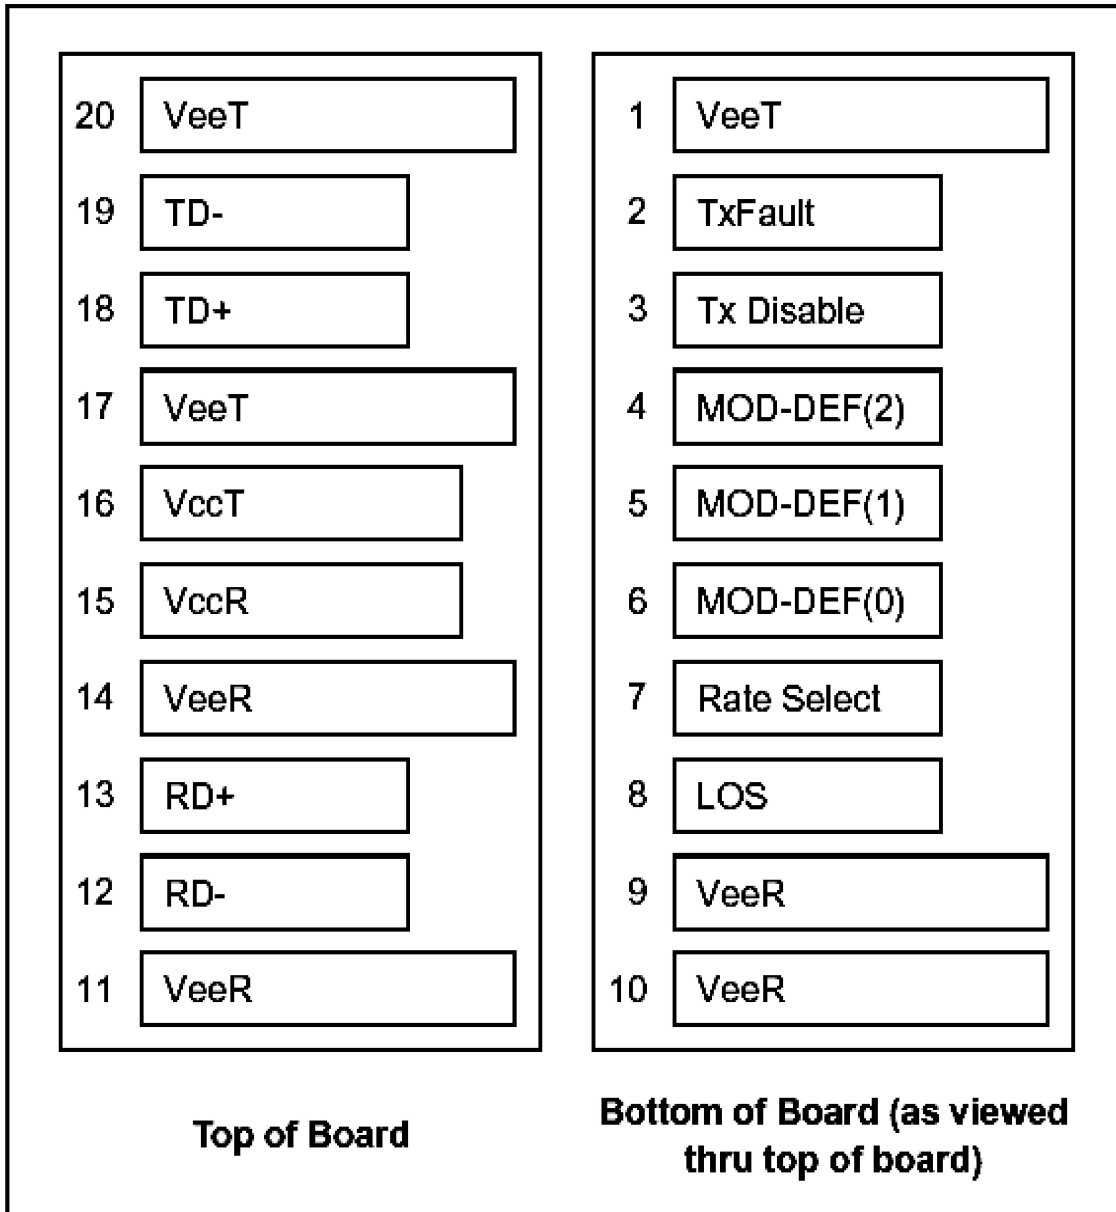 20 VeeT
19 TD-
18 TD+
17 VeeT
16 VccT
15 VccR
14 VeeR
13 RD+
12 RD-
11 VeeR
Top of Board
1 VeeT
2 TxFault
3 Tx Disable
4 MOD-DEF(2)
5 MOD-DEF(1)
6 MOD-DEF(0)
7 Rate Select
8 LOS
9 VeeR
10 VeeR
Bottom of Board (as viewed
thru top of board)